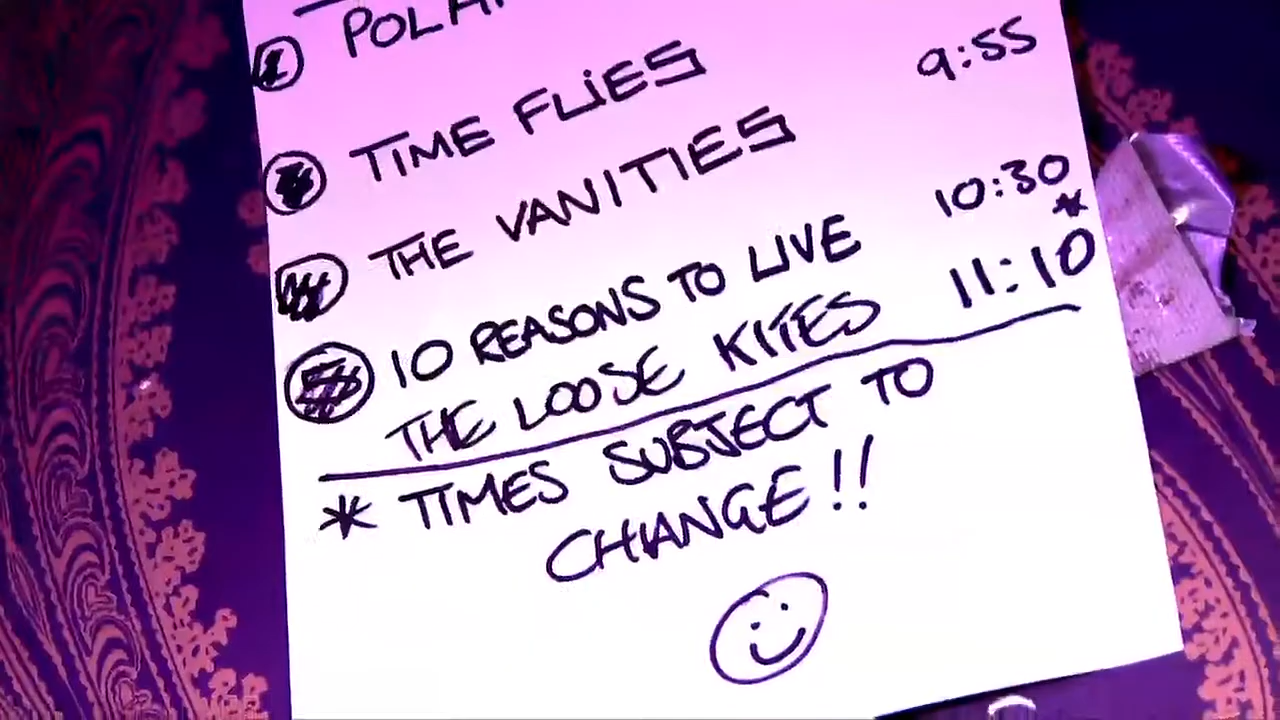 TIME FLIES 9:55
THE VANITIES 10:30
10 REASONS TO LIVE 11:10 *
THE LOOSE KITES
* TIMES SUBJECT TO
CHANGE!!